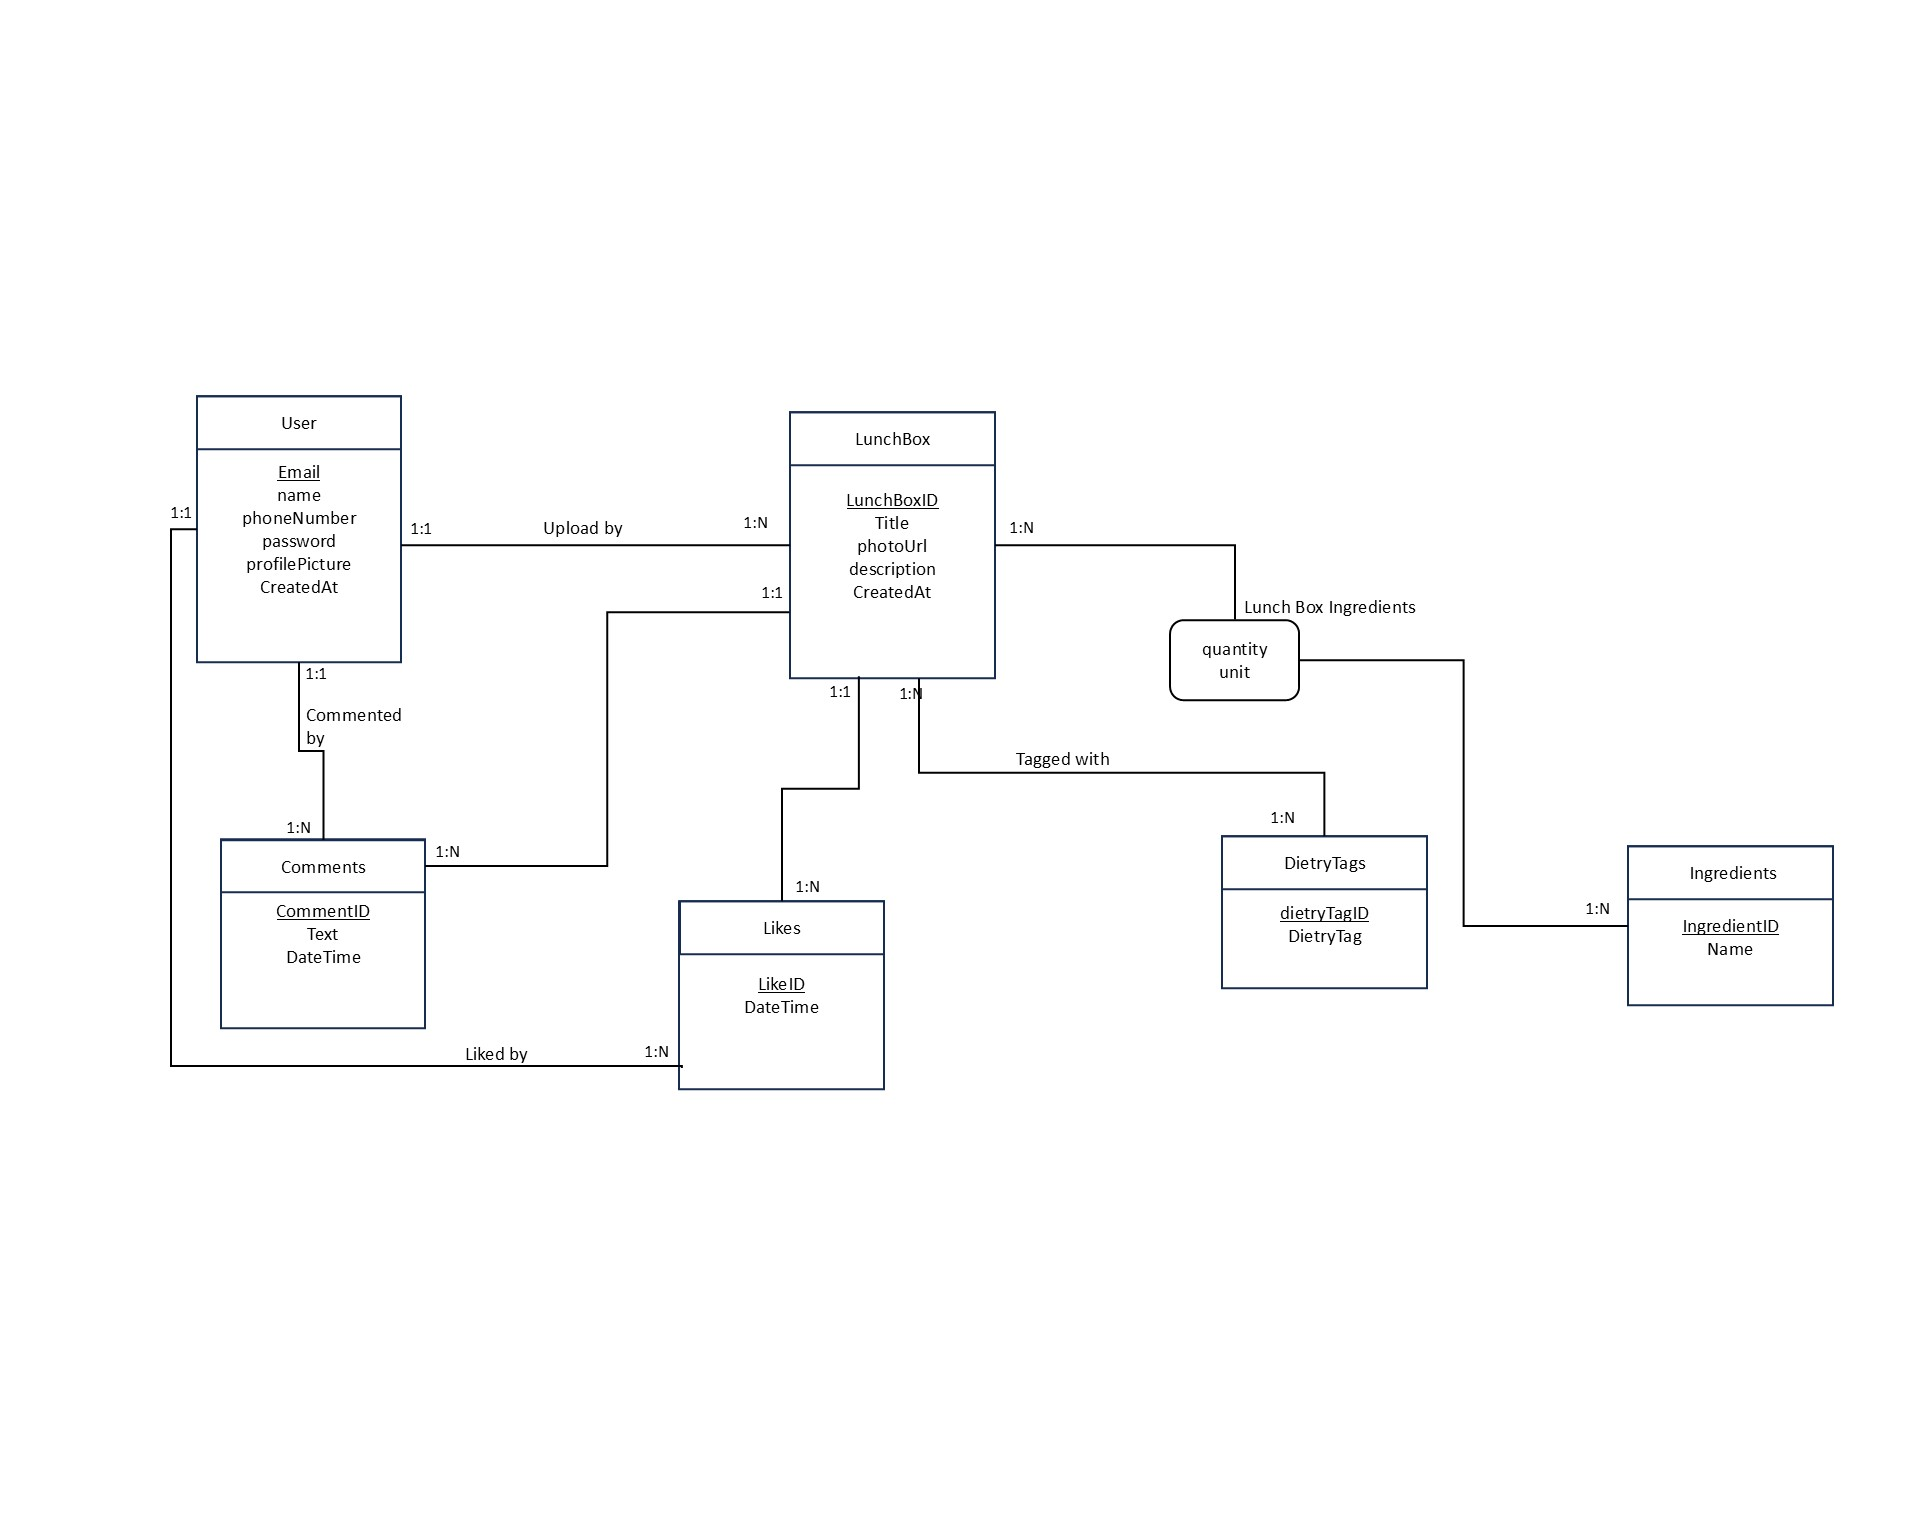 User
Email
name
phoneNumber
password
profilePicture
CreatedAt
1:1
1:1
Upload by
1:N
1:1
LunchBox
LunchBoxID
Title
photoUrl
description
CreatedAt
1:N
Lunch Box Ingredients
quantity
unit
1:1
Commented
by
1:1
1:N
Tagged with
1:N
1:N
1:N
Comments
CommentID
Text
DateTime
1:N
Likes
LikeID
DateTime
Liked by
1:N
DietryTags
dietryTagID
DietryTag
1:N
Ingredients
IngredientID
Name